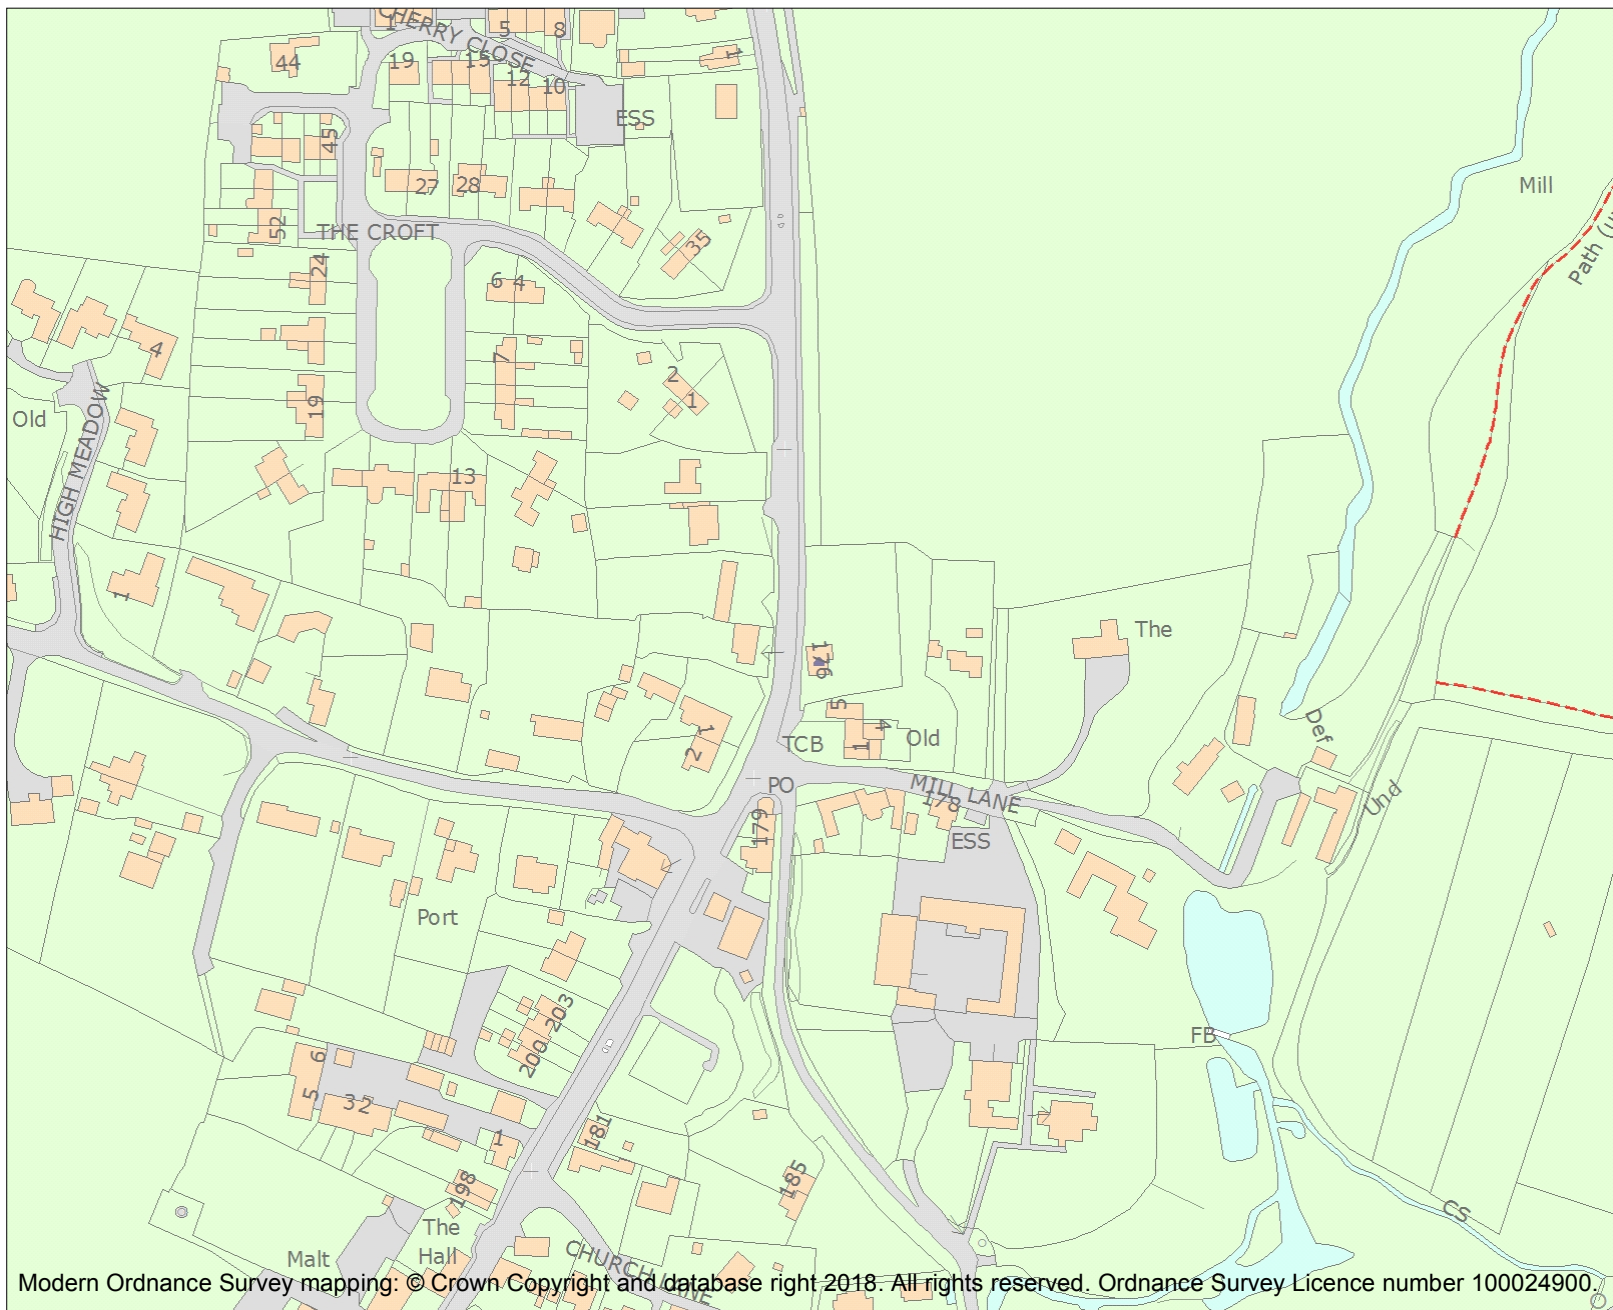 CHERRY CLOSE
1
5
8
1
44
19
15
12
10
ESS
45
27
28
Mill
52
THE CROFT
35
24
6 4
Path
4
7
2
1
19
Old
HIGH MEADOW
13
1
The
176
5
4
1
Old
TCB
1
2
Def
PO
MILL LANE
178
179
Und
ESS
Port
203
200
FB
6
5
3 2
1
181
185
198
CS
The
Hall
Malt
CHURCH LANE
Modern Ordnance Survey mapping: © Crown Copyright and database right 2018. All rights reserved. Ordnance Survey Licence number 100024900.